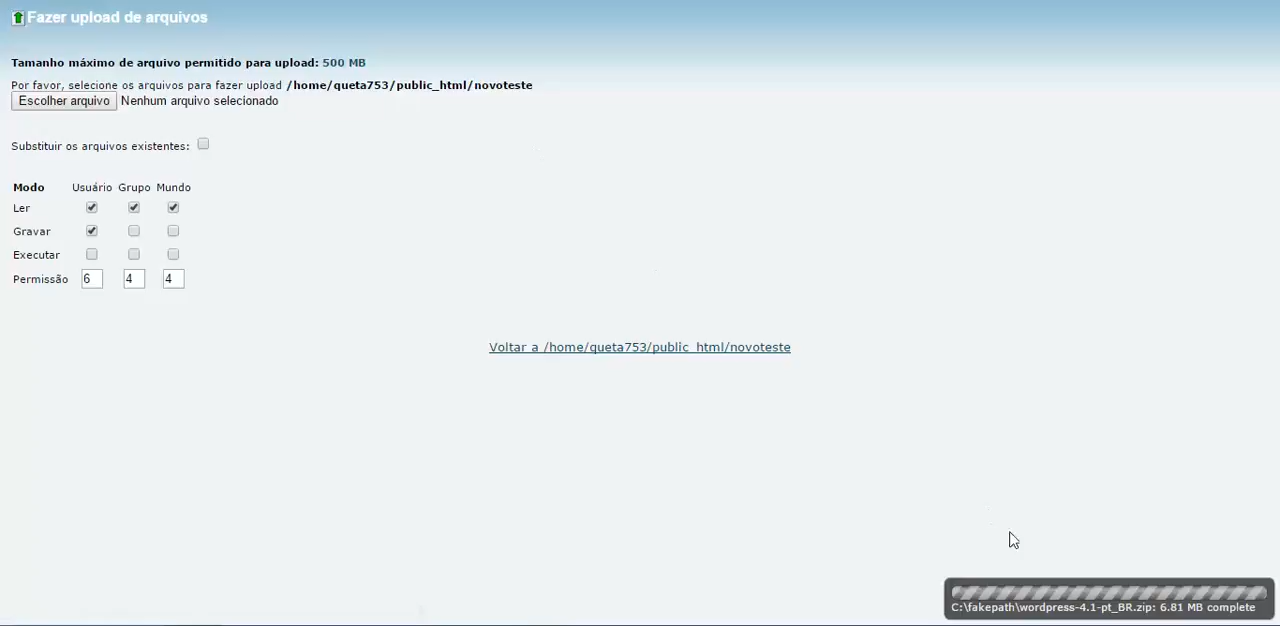 Fazer upload de arquivos
Tamanho máximo de arquivo permitido para upload: 500 MB
Por favor, selecione os arquivos para fazer upload /home/queta753/public_html/novoteste
Escolher arquivo Nenhum arquivo selecionado
Substituir os arquivos existentes:
Modo Usuário Grupo Mundo
Ler
Gravar
Executar
Permissão 6 4 4
Voltar a /home/queta753/public_html/novoteste
C:\fakepath\wordpress-4.1-pt_BR.zip: 6.81 MB complete